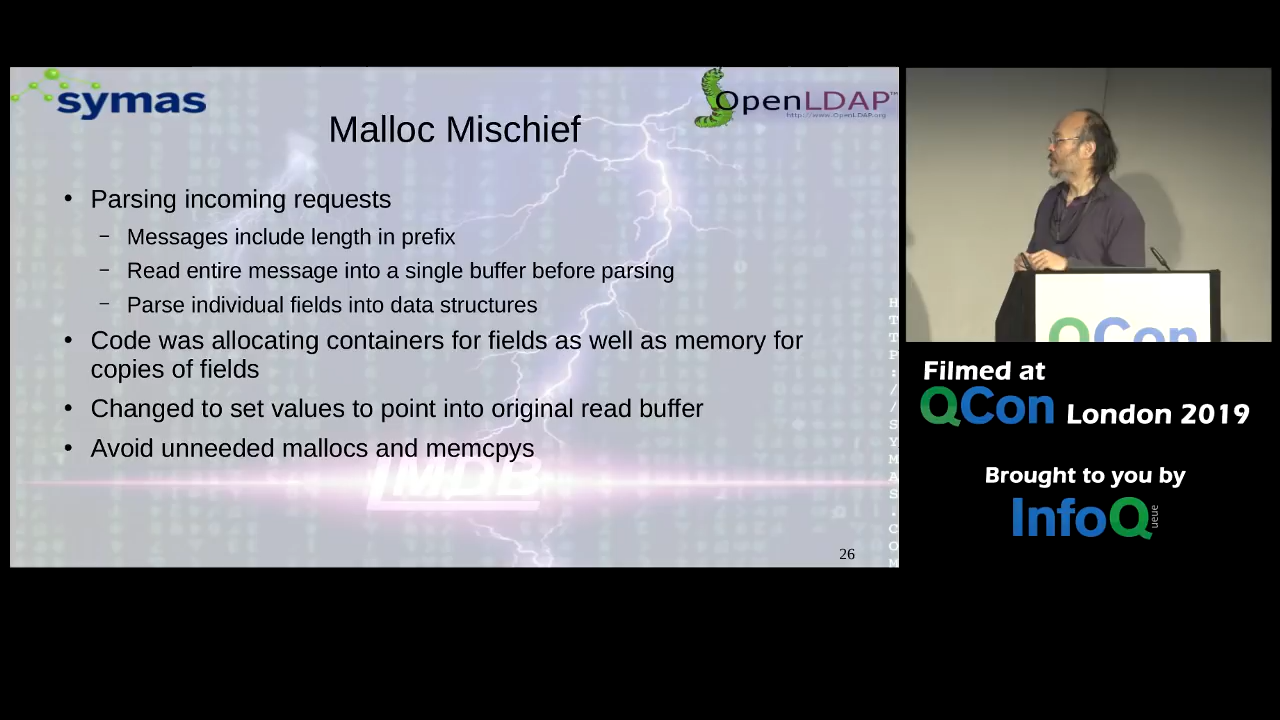 symas
OpenLDAP™
http://www.OpenLDAP.org
Malloc Mischief
• Parsing incoming requests
– Messages include length in prefix
– Read entire message into a single buffer before parsing
– Parse individual fields into data structures
• Code was allocating containers for fields as well as memory for
copies of fields
• Changed to set values to point into original read buffer
• Avoid unneeded mallocs and memcpys
LMDB
HTTP://SYMAS.COM
26
QCon
Filmed at
QCon London 2019
Brought to you by
InfoQ
ueue